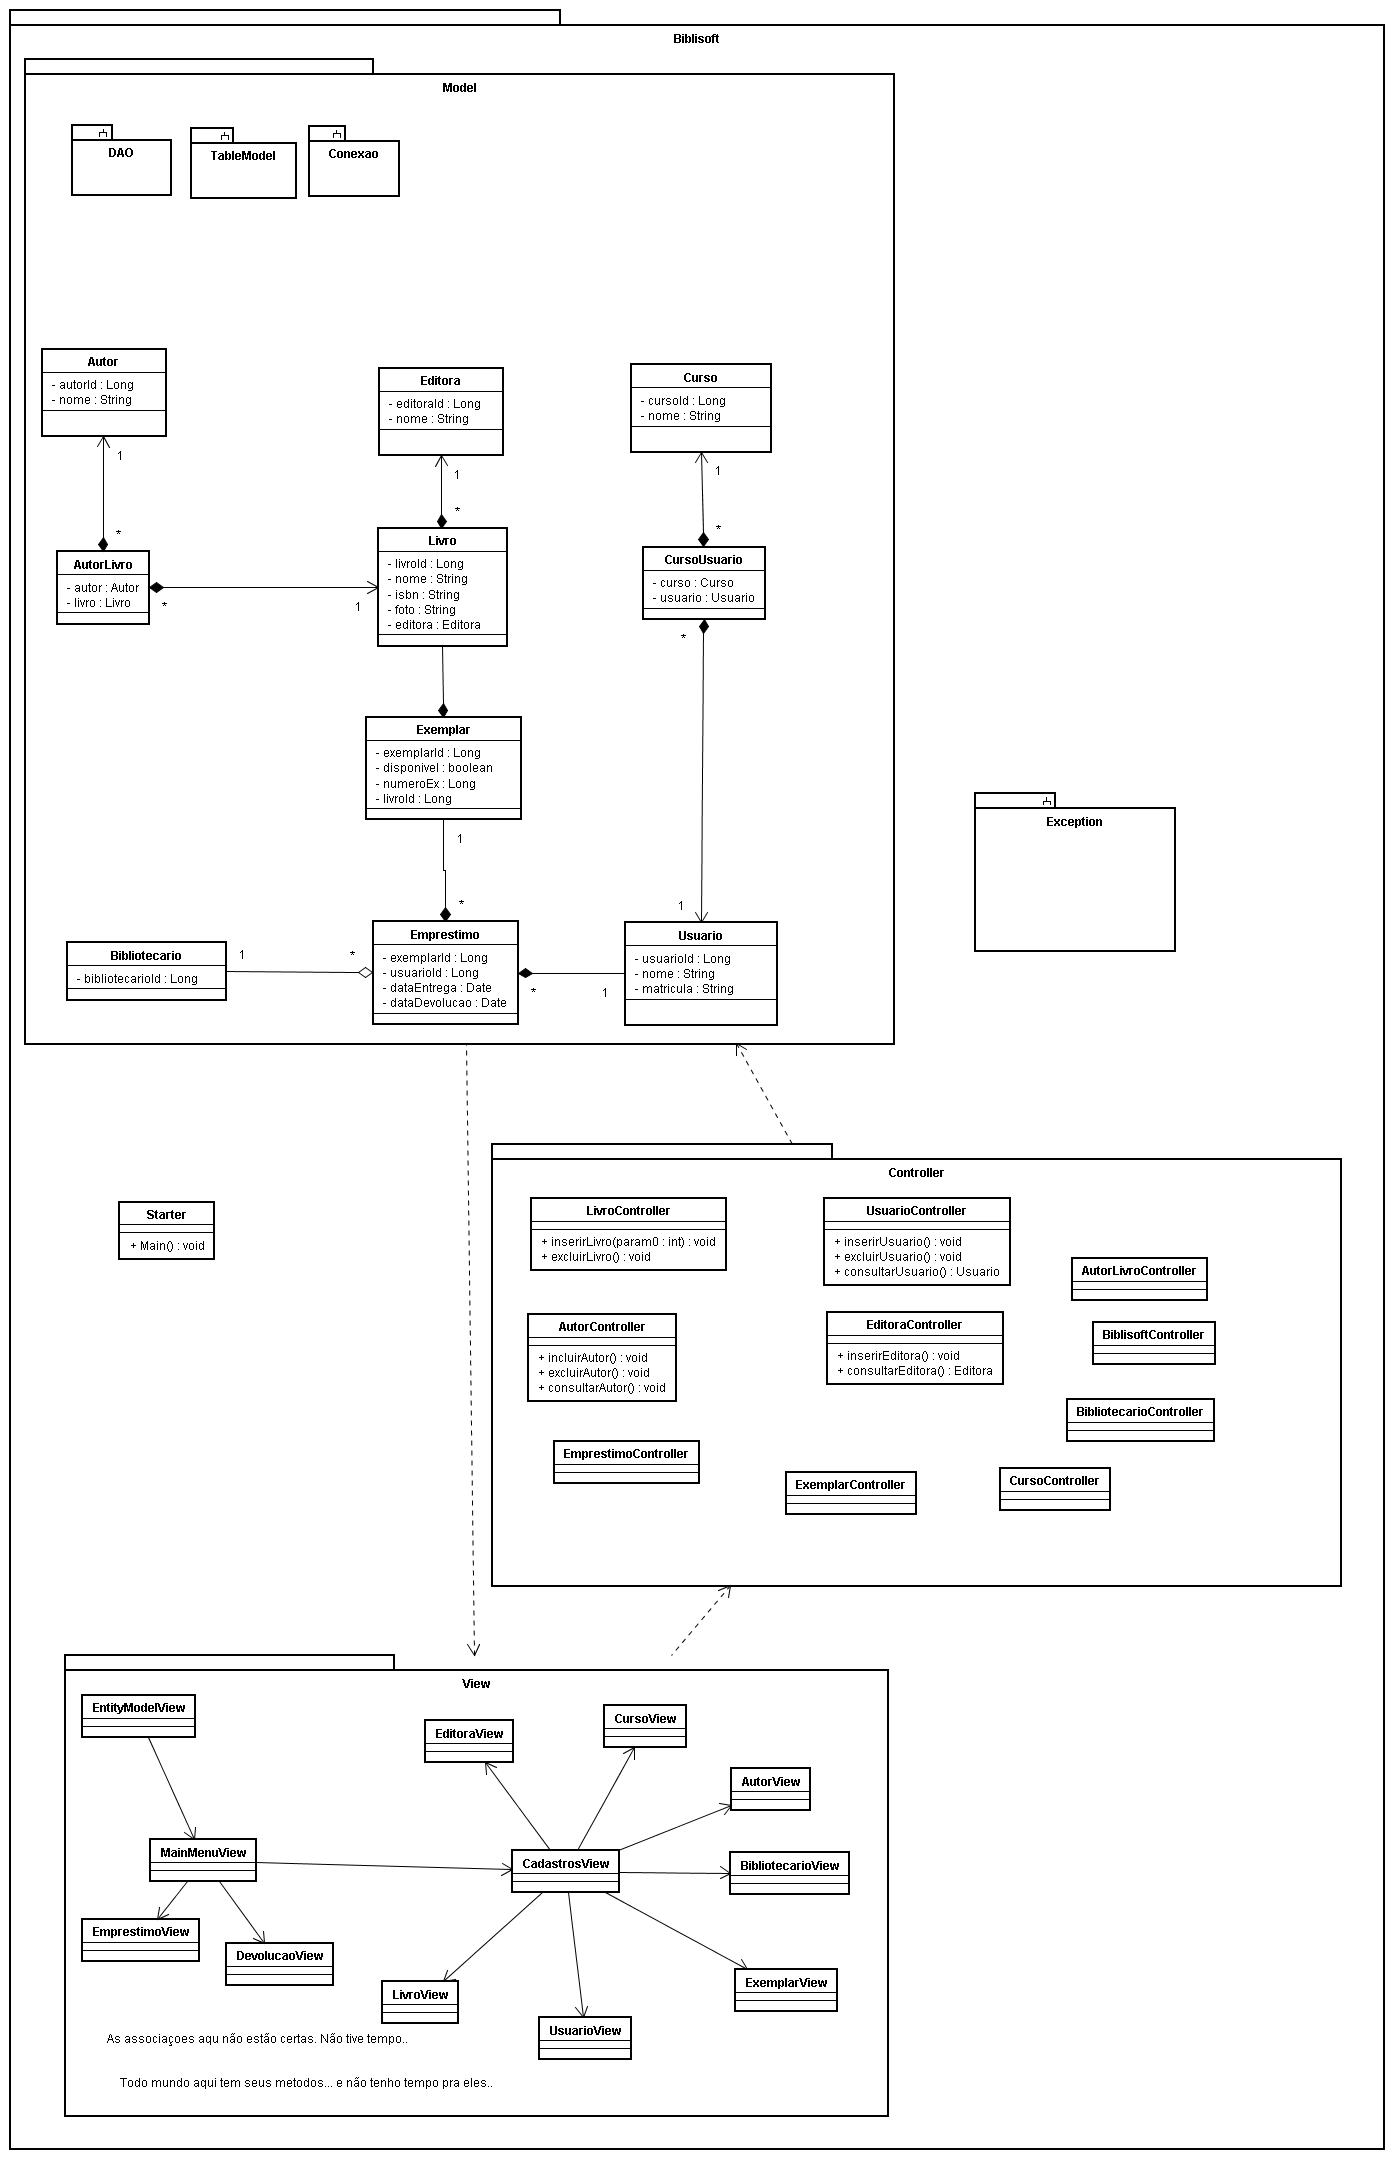 Biblisoft
Model
DAO
TableModel
Conexao
Autor
- autorId : Long
- nome : String
Editora
- editoraId : Long
- nome : String
Curso
- cursoId : Long
- nome : String
1
1
1
*
*
*
AutorLivro
- autor : Autor
- livro : Livro
*
1
Livro
- livroId : Long
- nome : String
- isbn : String
- foto : String
- editora : Editora
CursoUsuario
- curso : Curso
- usuario : Usuario
*
Exemplar
- exemplarId : Long
- disponivel : boolean
- numeroEx : Long
- livroId : Long
1
*
1
Exception
Bibliotecario
- bibliotecarioId : Long
1
*
Emprestimo
- exemplarId : Long
- usuarioId : Long
- dataEntrega : Date
- dataDevolucao : Date
*
1
Usuario
- usuarioId : Long
- nome : String
- matricula : String
Starter
+ Main() : void
Controller
LivroController
+ inserirLivro(param0 : int) : void
+ excluirLivro() : void
UsuarioController
+ inserirUsuario() : void
+ excluirUsuario() : void
+ consultarUsuario() : Usuario
AutorLivroController
AutorController
+ incluirAutor() : void
+ excluirAutor() : void
+ consultarAutor() : void
EditoraController
+ inserirEditora() : void
+ consultarEditora() : Editora
BiblisoftController
BibliotecarioController
EmprestimoController
ExemplarController
CursoController
View
EntityModelView
EditoraView
CursoView
AutorView
MainMenuView
CadastrosView
BibliotecarioView
EmprestimoView
DevolucaoView
LivroView
ExemplarView
UsuarioView
As associaçoes aqu não estão certas. Não tive tempo..
Todo mundo aqui tem seus metodos... e não tenho tempo pra eles..